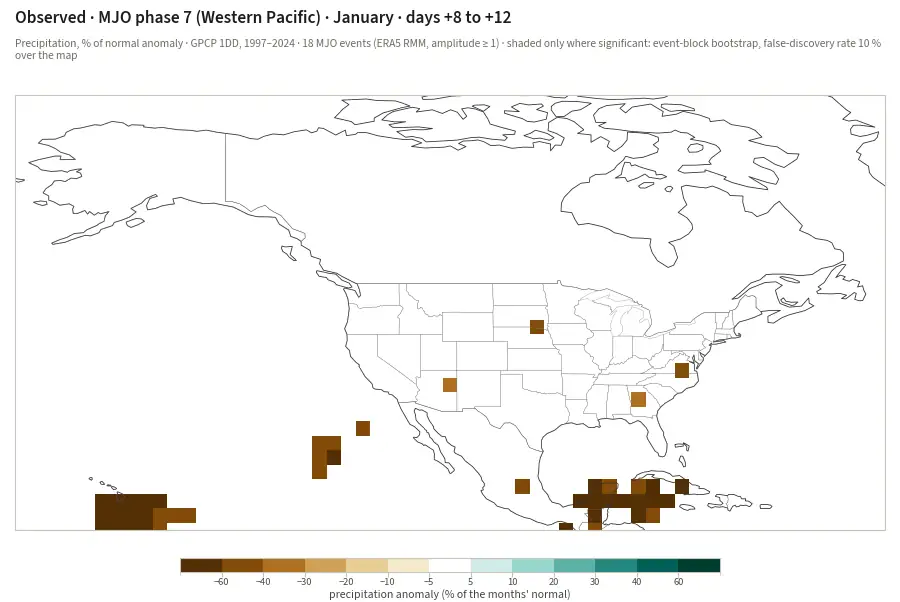 Observed · MJO phase 7 (Western Pacific) · January · days +8 to +12
Precipitation, % of normal anomaly · GPCP 1DD, 1997–2024 · 18 MJO events (ERA5 RMM, amplitude ≥ 1) · shaded only where significant: event-block bootstrap, false-discovery rate 10 %
over the map
−60 −40 −30 −20 −10 −5 5 10 20 30 40 60
precipitation anomaly (% of the months' normal)